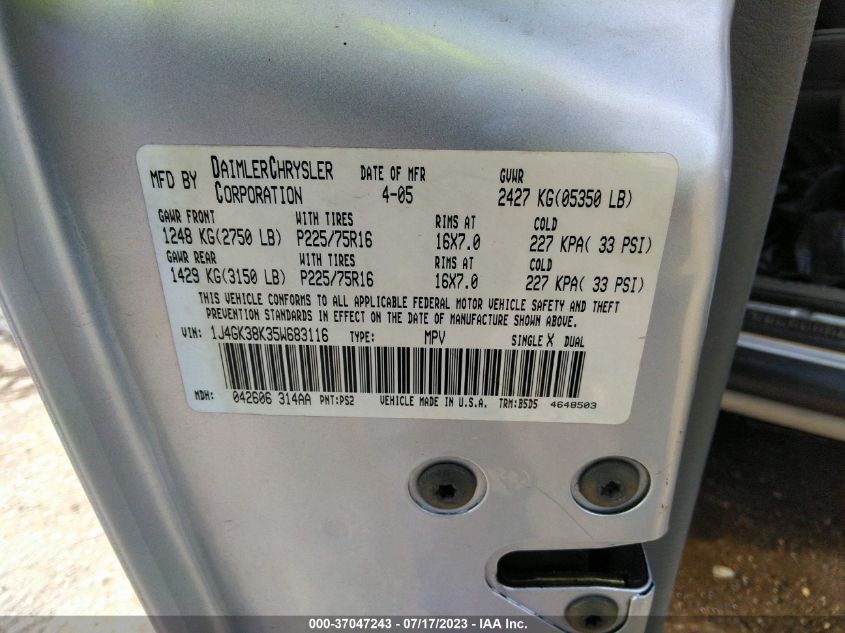 MFD BY DAIMLERCHRYSLER CORPORATION DATE OF MFR 4-05 GVWR 2427 KG(05350 LB)
GAWR FRONT WITH TIRES RIMS AT COLD
1248 KG(2750 LB) P225/75R16 16X7.0 227 KPA( 33 PSI)
GAWR REAR WITH TIRES RIMS AT COLD
1429 KG(3150 LB) P225/75R16 16X7.0 227 KPA( 33 PSI)
THIS VEHICLE CONFORMS TO ALL APPLICABLE FEDERAL MOTOR VEHICLE SAFETY AND THEFT
PREVENTION STANDARDS IN EFFECT ON THE DATE OF MANUFACTURE SHOWN ABOVE.
VIN: 1J4GK38K35W683116 TYPE: MPV SINGLE X DUAL
MDH: 042606 314AA PNT:PS2 VEHICLE MADE IN U.S.A. TRM:B5D5 4648503
000-37047243 - 07/17/2023 - IAA Inc.